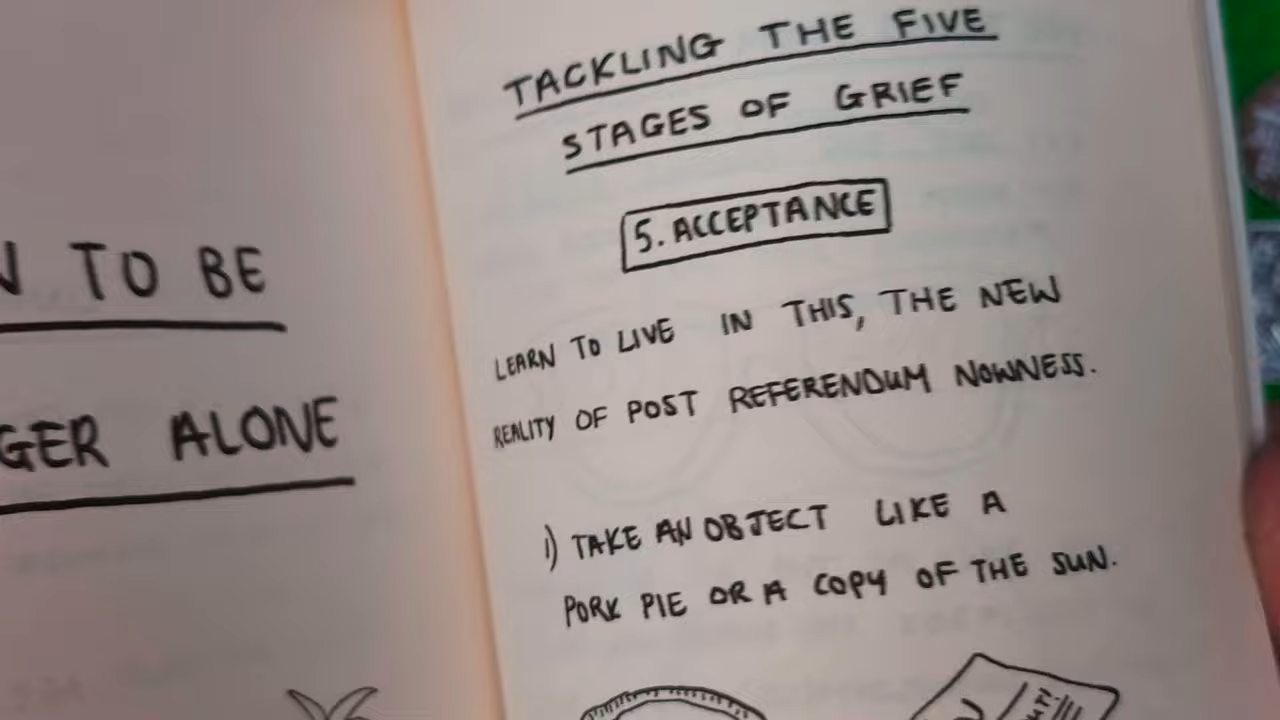 TO BE
ALONE
TACKLING THE FIVE
STAGES OF GRIEF
5. ACCEPTANCE
LEARN TO LIVE IN THIS, THE NEW
REALITY OF POST REFERENDUM NOWNESS.
1) TAKE AN OBJECT LIKE A
PORK PIE OR A COPY OF THE SUN.